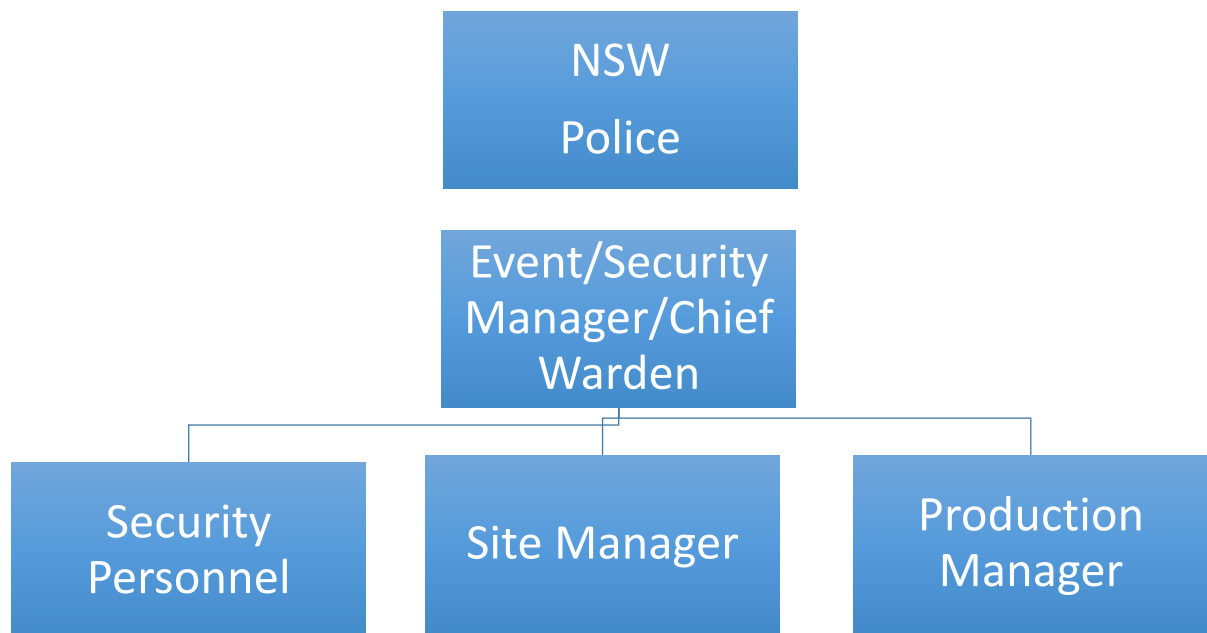 NSW
Police
Event/Security
Manager/Chief
Warden
Security
Personnel
Site Manager
Production
Manager